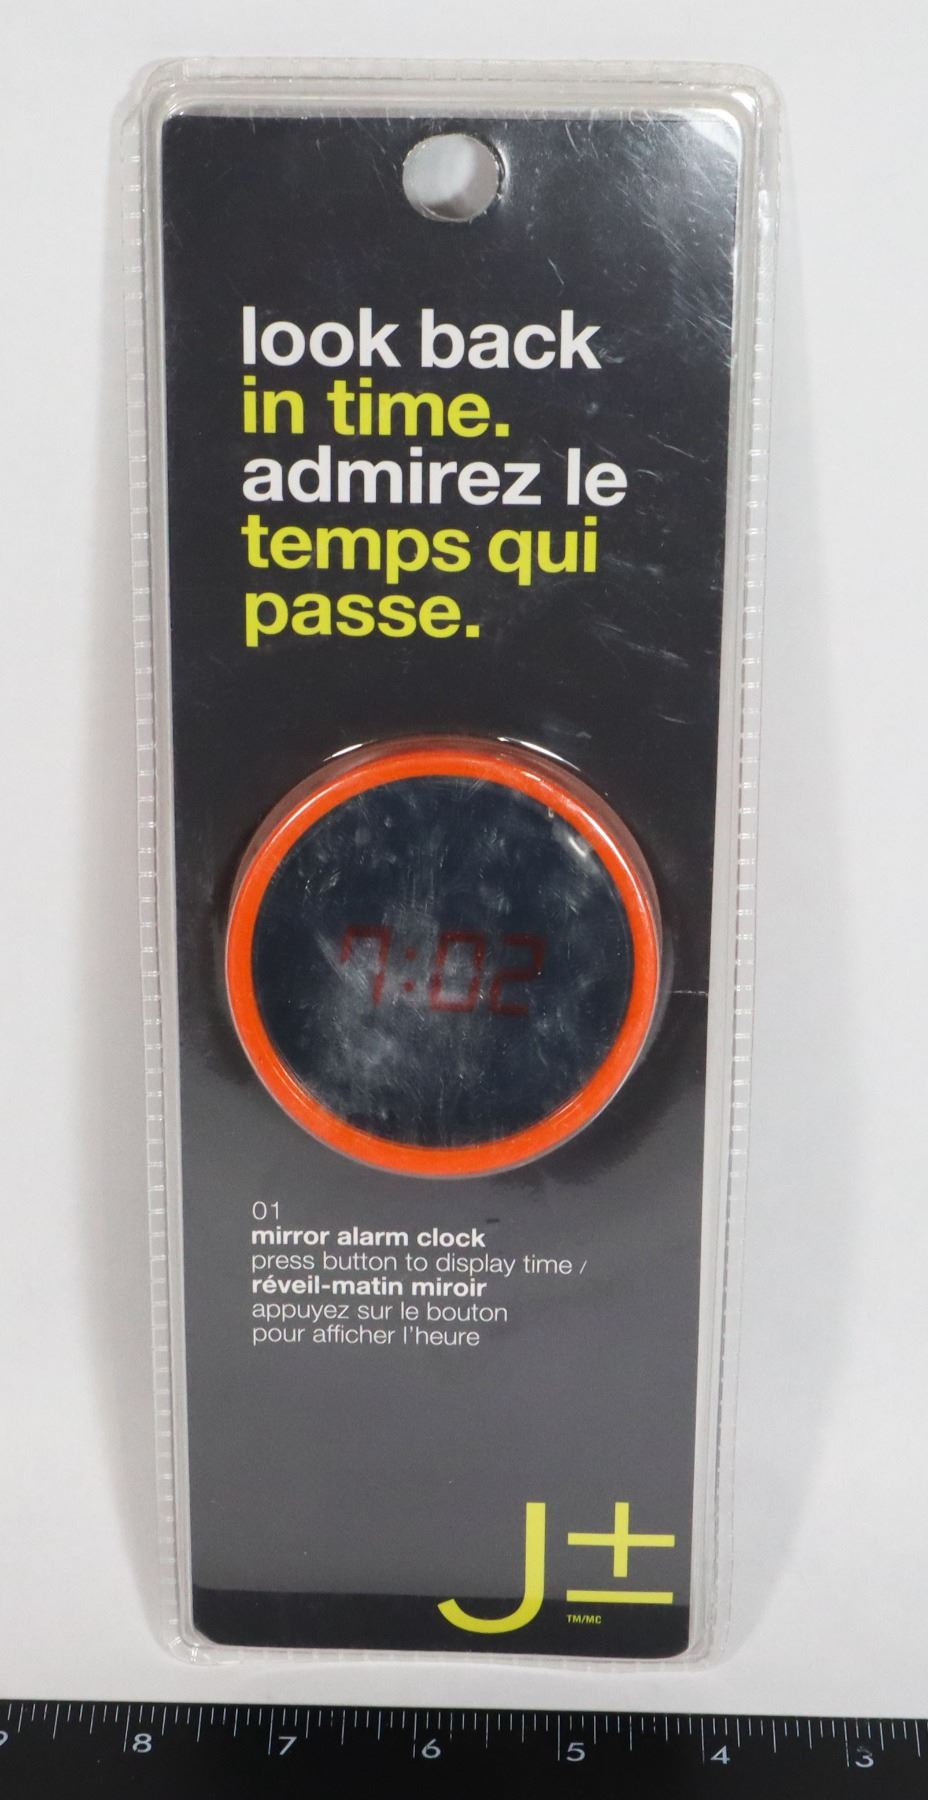 look back
in time.
admirez le
temps qui
passe.
7:02
01
mirror alarm clock
press button to display time /
réveil-matin miroir
appuyez sur le bouton
pour afficher l'heure
J±
TM/MC
9 8 7 6 5 4 3